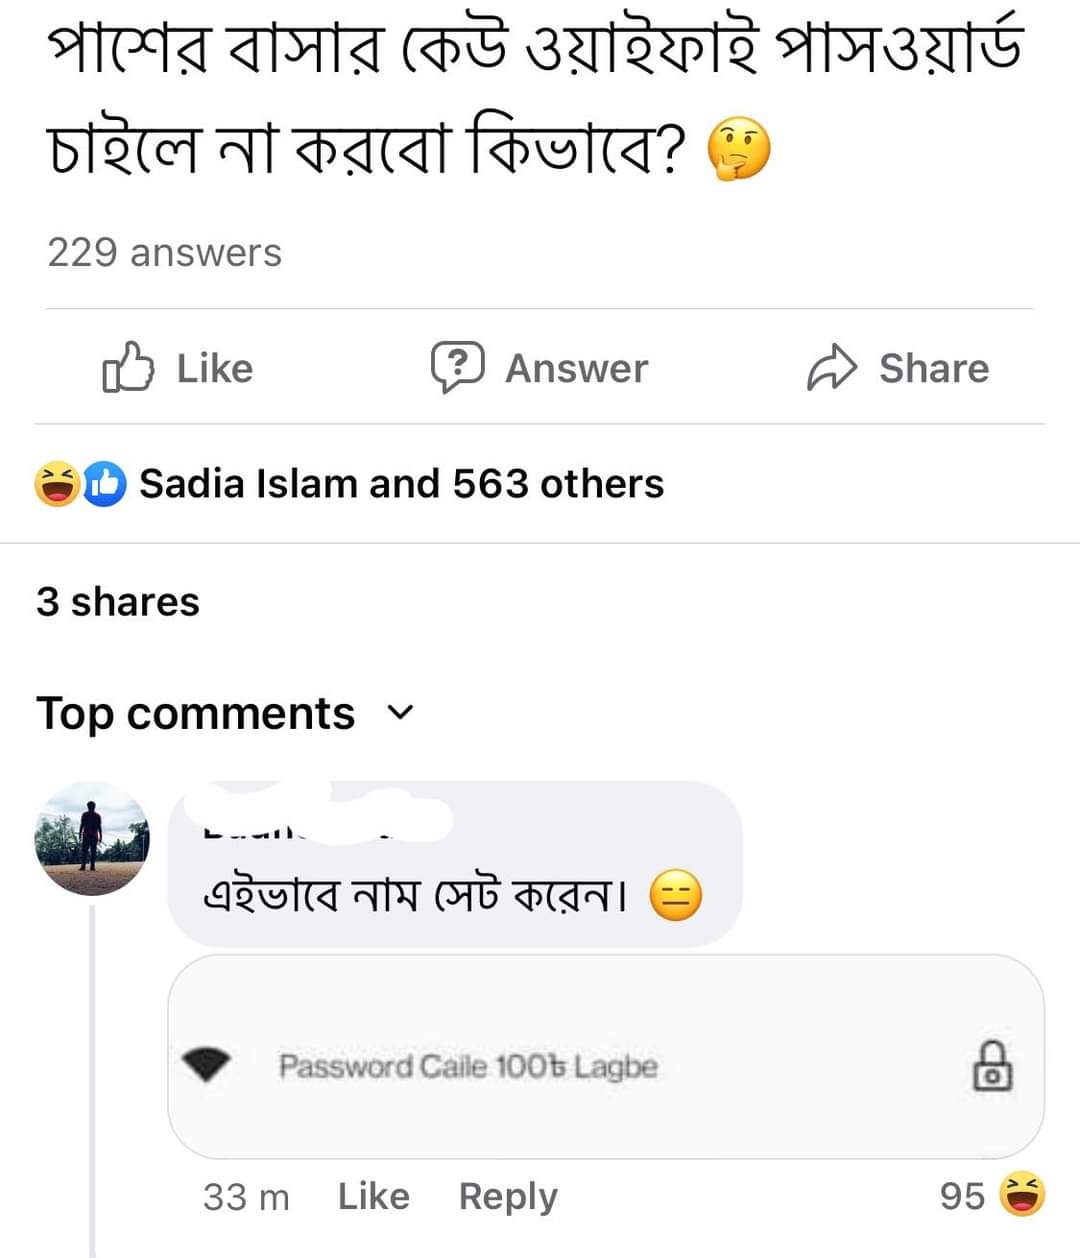 পাশের বাসার কেউ ওয়াইফাই পাসওয়ার্ড
চাইলে না করবো কিভাবে? 🤔
229 answers
Like
Answer
Share
Sadia Islam and 563 others
3 shares
Top comments
এইভাবে নাম সেট করেন। 😑
Password Caile 100৳ Lagbe
33 m Like Reply 95